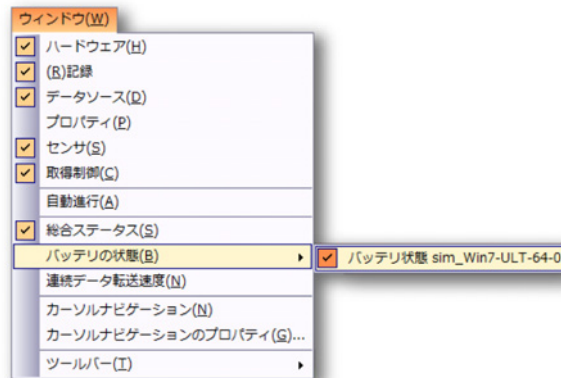 ウィンドウ(W)
ハードウェア(H)
(R)記録
データソース(D)
プロパティ(P)
センサ(S)
取得制御(C)
自動進行(A)
総合ステータス(S)
バッテリの状態(B)
バッテリ状態 sim_Win7-ULT-64-0
連続データ転送速度(N)
カーソルナビゲーション(N)
カーソルナビゲーションのプロパティ(G)...
ツールバー(T)